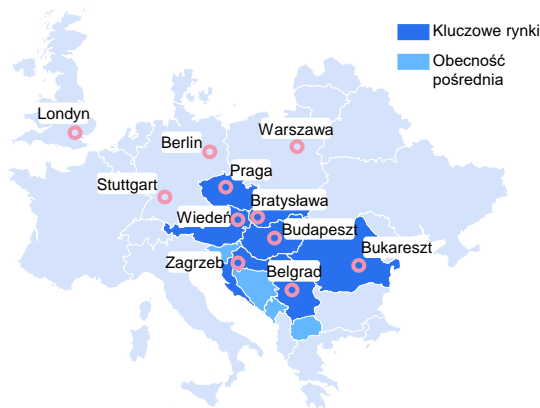 Kluczowe rynki
Obecność
pośrednia
Londyn
Warszawa
Berlin
Praga
Stuttgart
Bratysława
Wiedeń
Budapeszt
Bukareszt
Zagrzeb
Belgrad